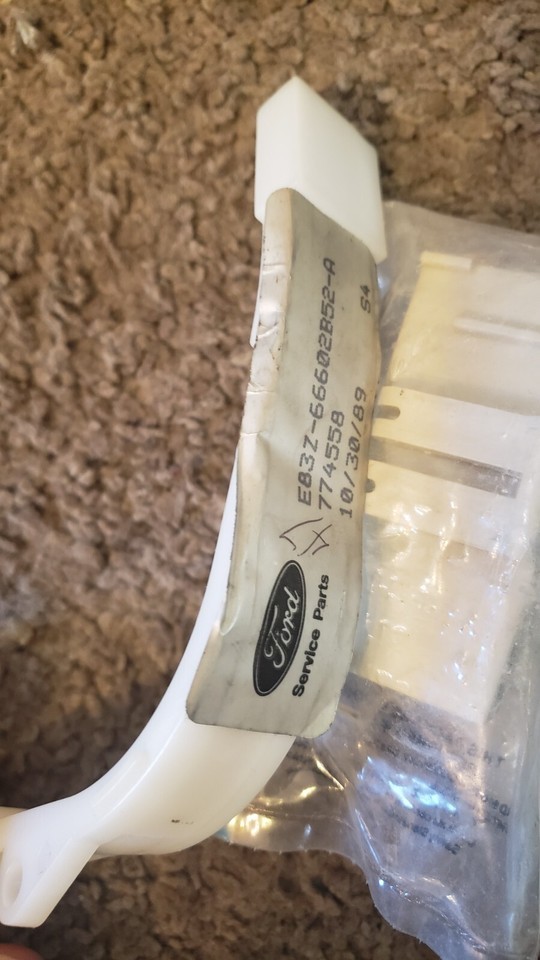 E83Z-66602B52-A
774558
10/30/89 S4
Ford
Service Parts